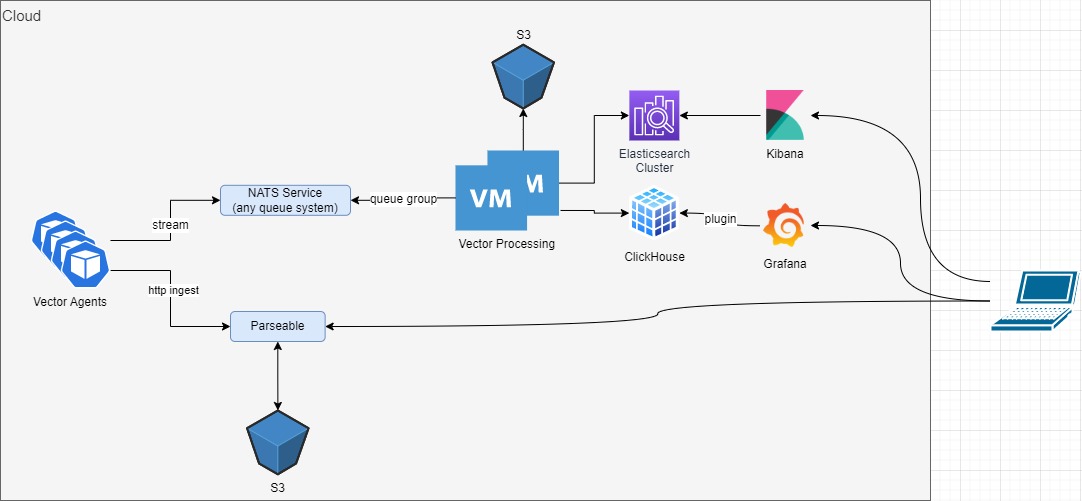 Cloud
S3
Elasticsearch
Cluster
Kibana
NATS Service
(any queue system)
queue group
VM
M
Vector Processing
stream
ClickHouse
plugin
Grafana
Vector Agents
http ingest
Parseable
S3